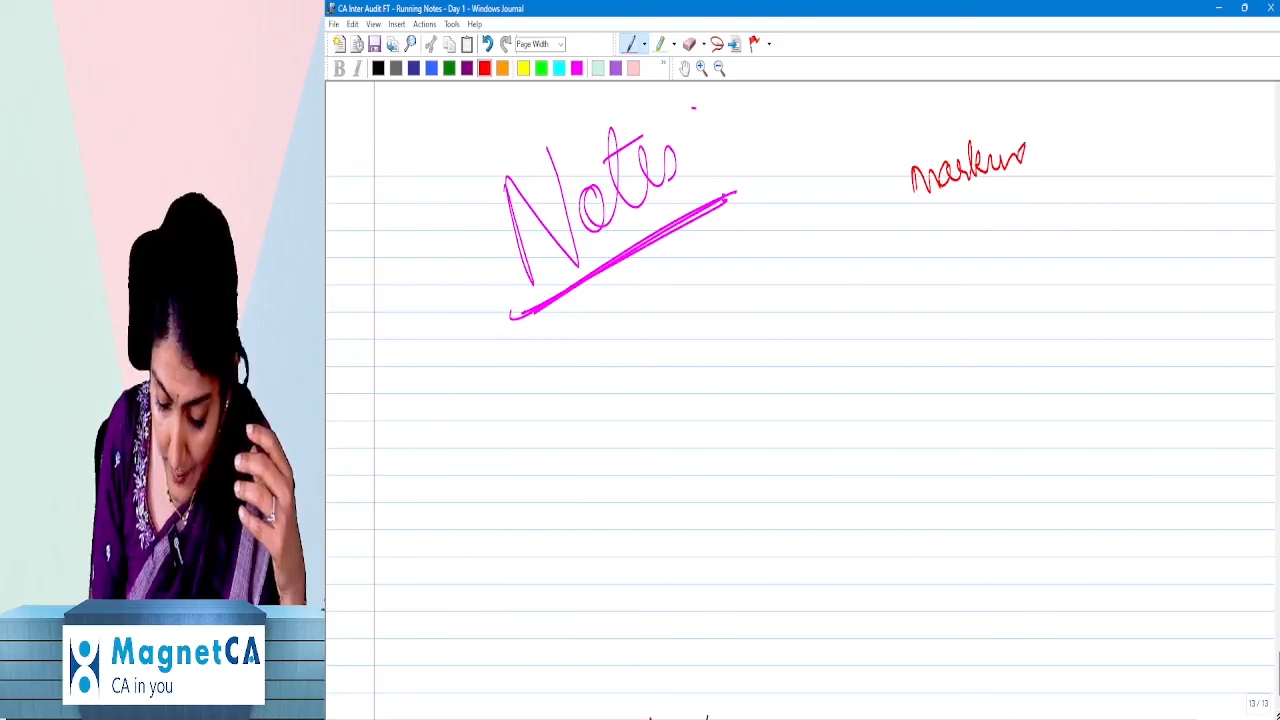 CA Inter Audit FT - Running Notes - Day 1 - Windows Journal
File Edit View Insert Actions Tools Help
Page Width
B I
Notes
MagnetCA
CA in you
13 / 13